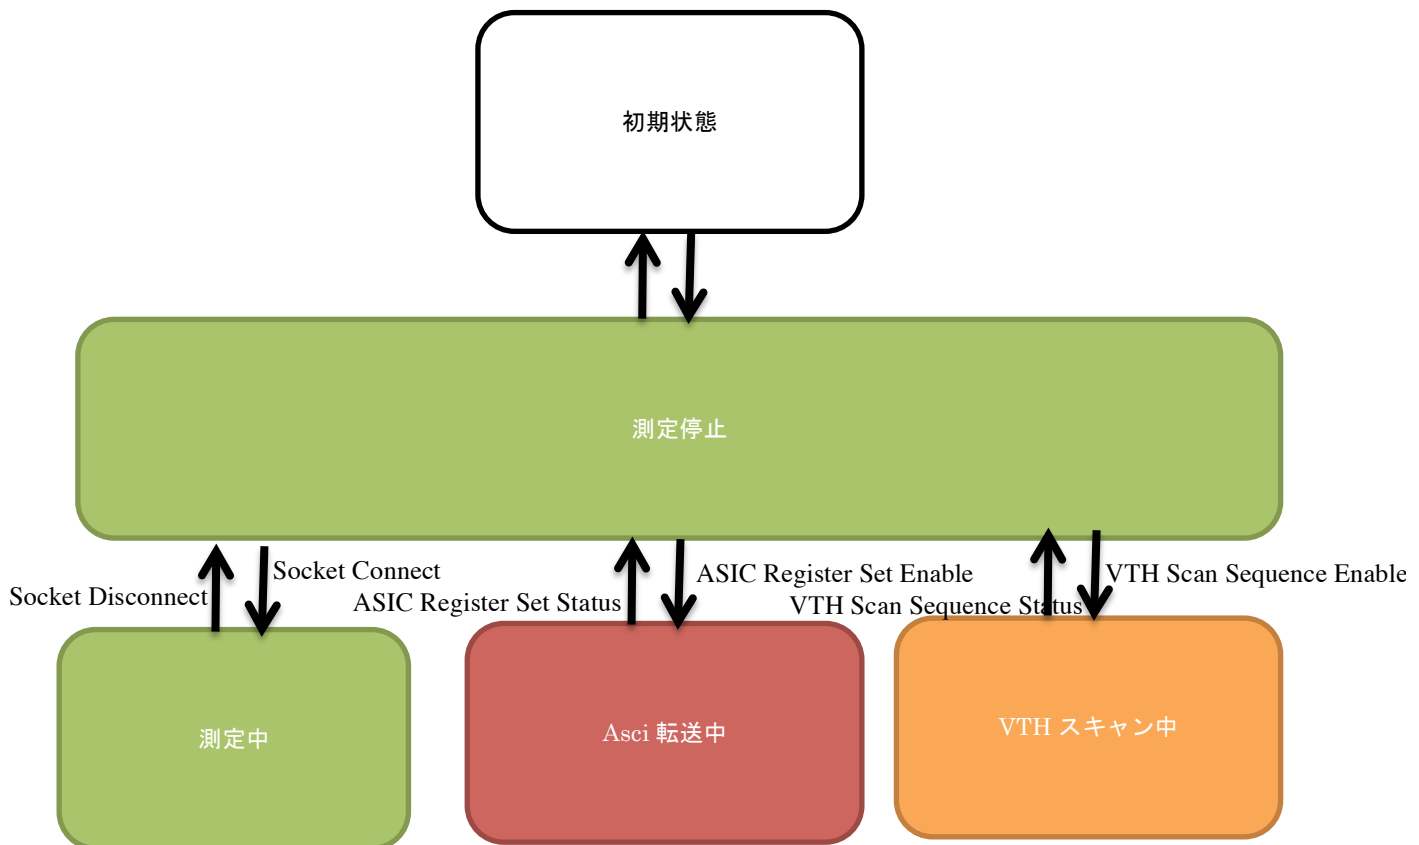 初期状態
測定停止
Socket Connect
Socket Disconnect
ASIC Register Set Enable
ASIC Register Set Status
VTH Scan Sequence Enable
VTH Scan Sequence Status
測定中
Asci 転送中
VTH スキャン中